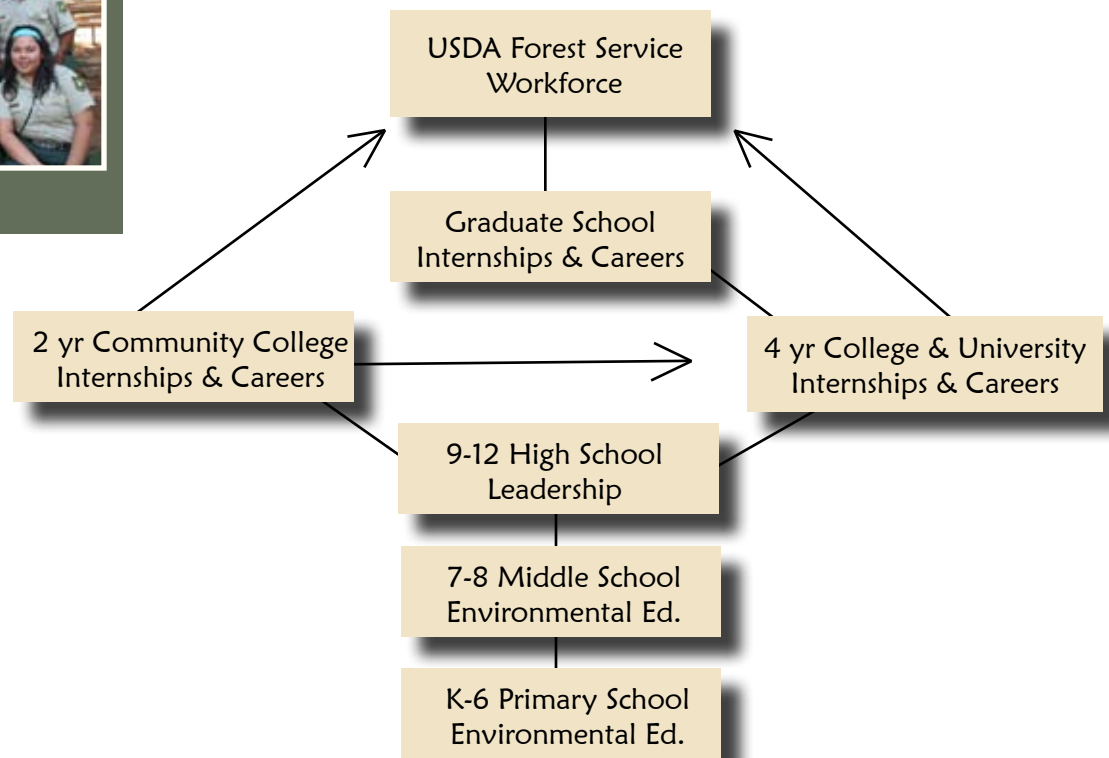 USDA Forest Service
Workforce
Graduate School
Internships & Careers
2 yr Community College
Internships & Careers
4 yr College & University
Internships & Careers
9-12 High School
Leadership
7-8 Middle School
Environmental Ed.
K-6 Primary School
Environmental Ed.